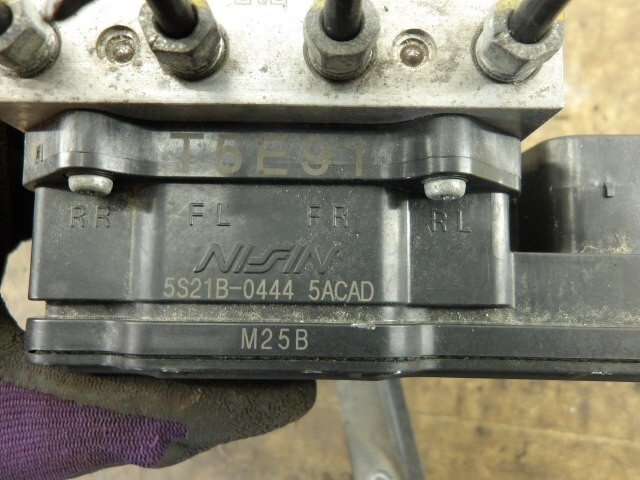 T5E91
RR FL FR RL
NISSIN
5S21B-0444 5ACAD
M25B